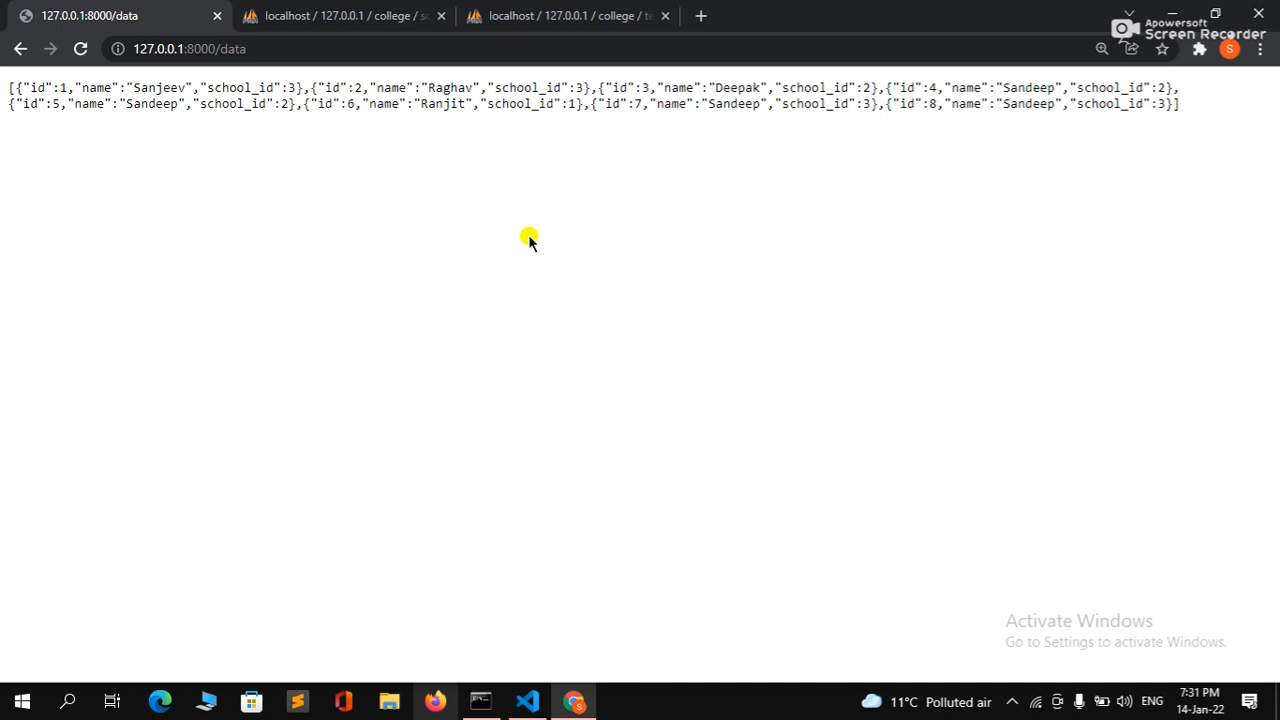 127.0.0.1:8000/data
localhost / 127.0.0.1 / college / sc
localhost / 127.0.0.1 / college / te
Apowersoft
Screen Recorder
127.0.0.1:8000/data
S
[{"id":1,"name":"Sanjeev","school_id":3},{"id":2,"name":"Raghav","school_id":3},{"id":3,"name":"Deepak","school_id":2},{"id":4,"name":"Sandeep","school_id":2},
{"id":5,"name":"Sandeep","school_id":2},{"id":6,"name":"Ranjit","school_id":1},{"id":7,"name":"Sandeep","school_id":3},{"id":8,"name":"Sandeep","school_id":3}]
Activate Windows
Go to Settings to activate Windows.
11°C Polluted air
ENG
7:31 PM
14-Jan-22